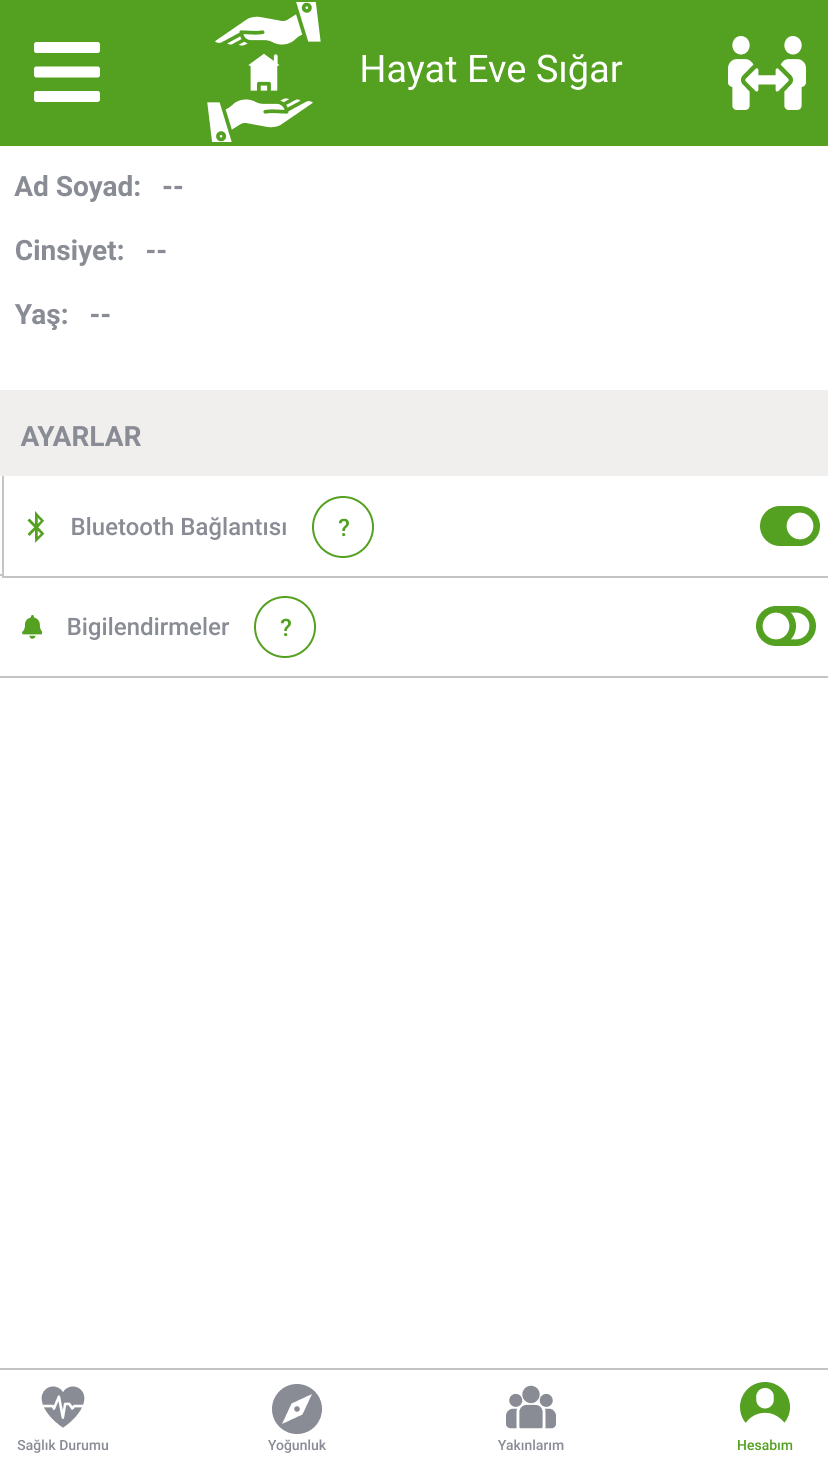 Hayat Eve Sığar
Ad Soyad: --
Cinsiyet: --
Yaş: --
AYARLAR
Bluetooth Bağlantısı ?
Bigilendirmeler ?
Sağlık Durumu Yoğunluk Yakınlarım Hesabım